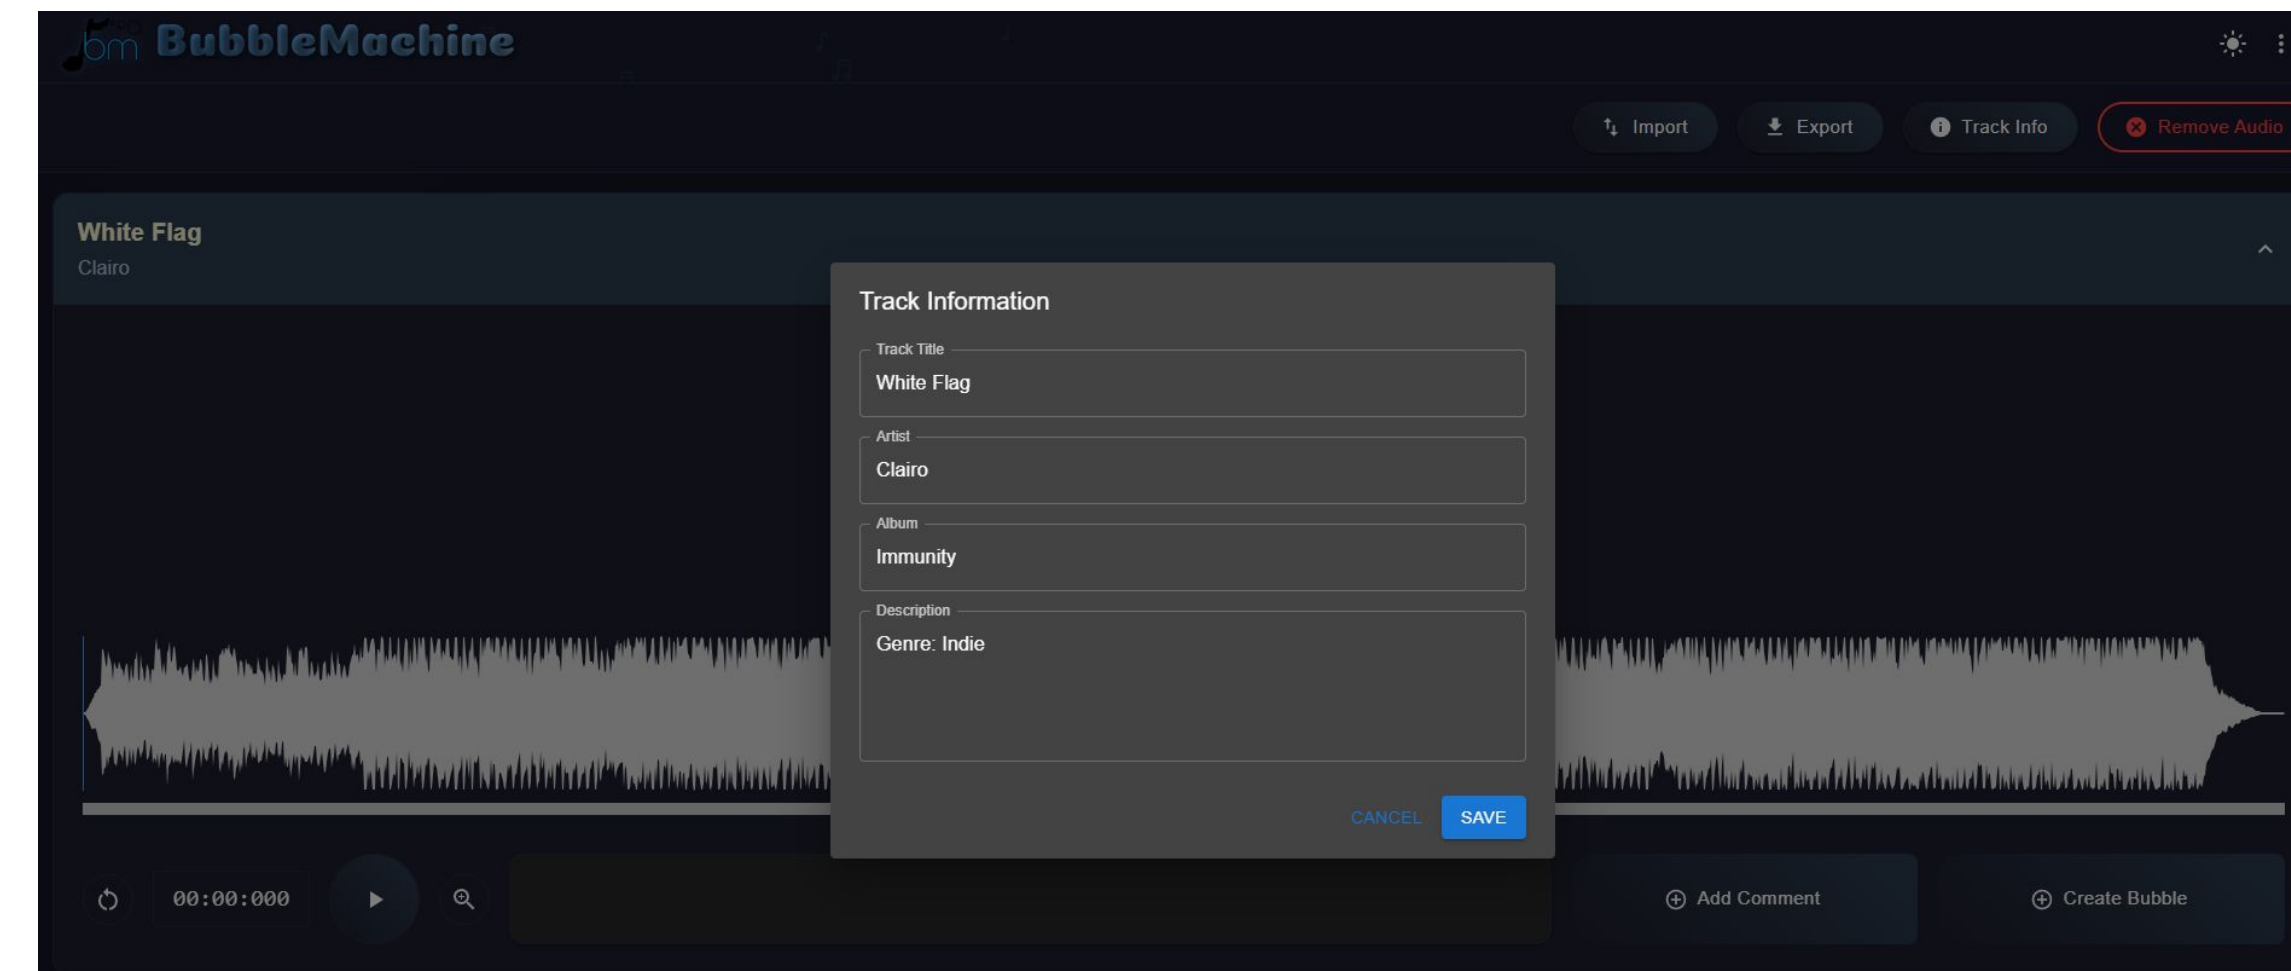 bm BubbleMachine
Import Export Track Info Remove Audio
White Flag
Clairo
Track Information
Track Title
White Flag
Artist
Clairo
Album
Immunity
Description
Genre: Indie
CANCEL SAVE
00:00:000 Add Comment Create Bubble